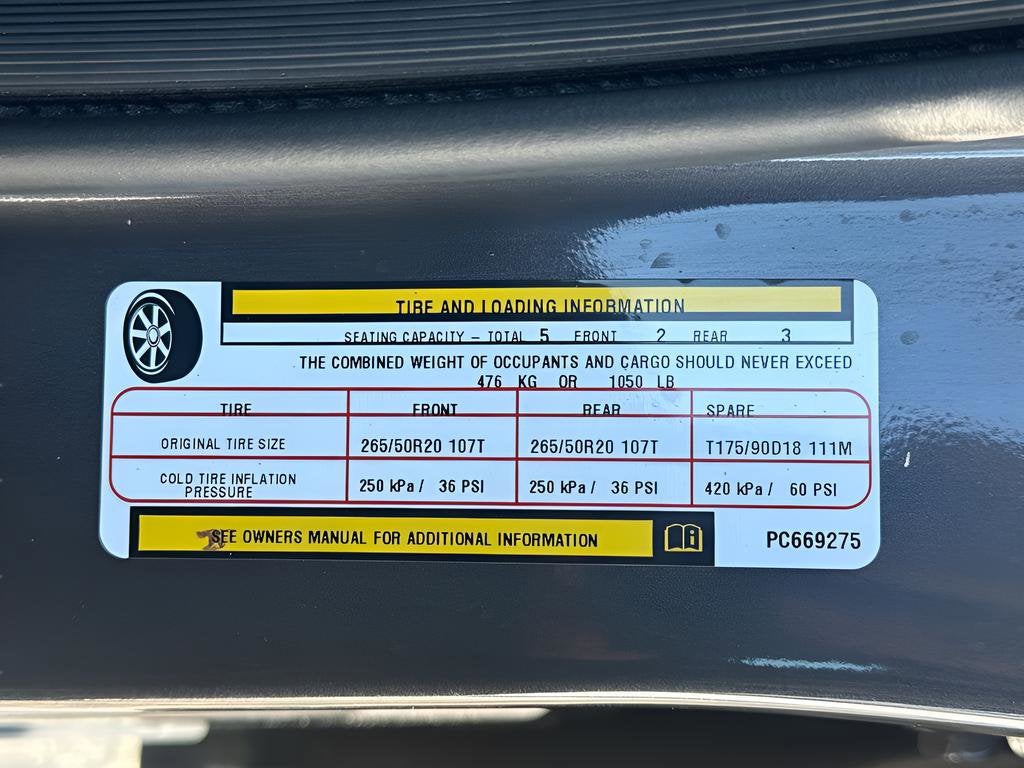 TIRE AND LOADING INFORMATION
SEATING CAPACITY – TOTAL 5 FRONT 2 REAR 3
THE COMBINED WEIGHT OF OCCUPANTS AND CARGO SHOULD NEVER EXCEED
476 KG OR 1050 LB
TIRE FRONT REAR SPARE
ORIGINAL TIRE SIZE 265/50R20 107T 265/50R20 107T T175/90D18 111M
COLD TIRE INFLATION
PRESSURE 250 kPa / 36 PSI 250 kPa / 36 PSI 420 kPa / 60 PSI
SEE OWNERS MANUAL FOR ADDITIONAL INFORMATION
PC669275